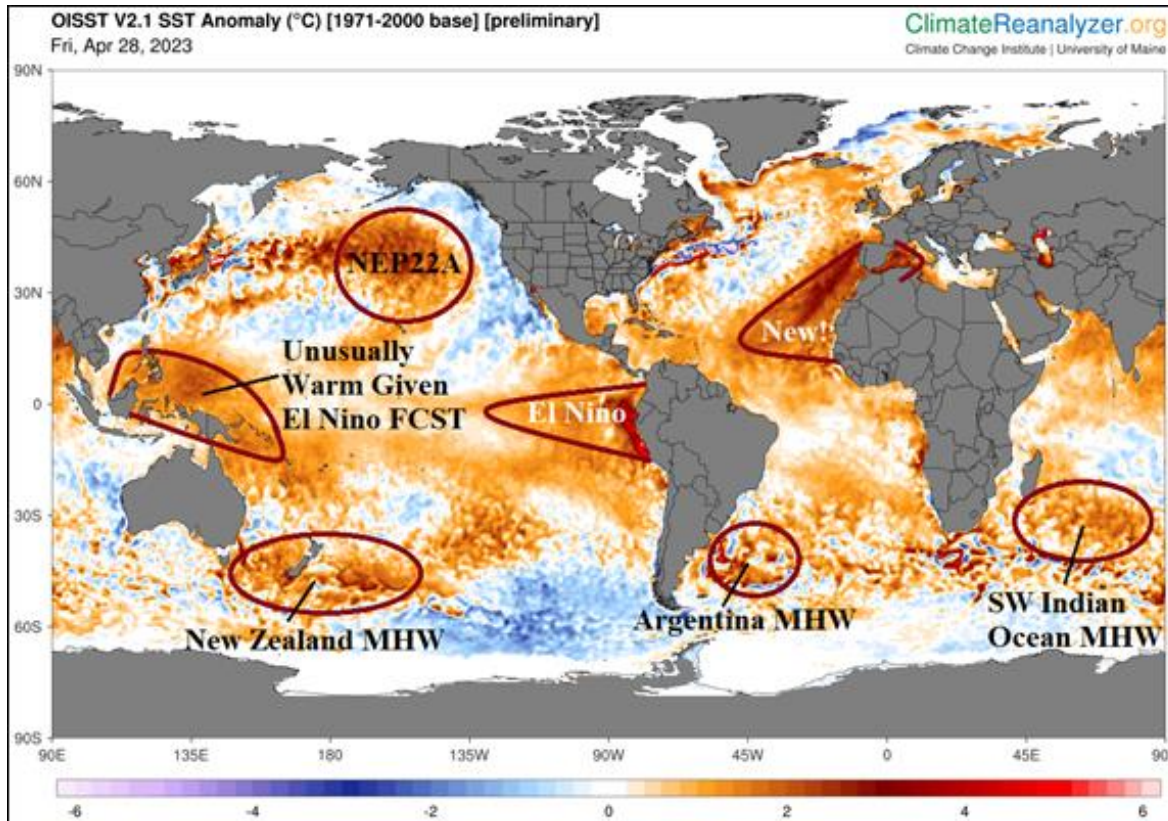 OISST V2.1 SST Anomaly (°C) [1971-2000 base] [preliminary]
Fri, Apr 28, 2023
ClimateReanalyzer.org
Climate Change Institute | University of Maine
90N
60N
30N
0
30S
60S
90S
NEP22A
Unusually
Warm Given
El Nino FCST
El Niño
New!!
New Zealand MHW
Argentina MHW
SW Indian
Ocean MHW
90E 135E 180 135W 90W 45W 0 45E 90
-6 -4 -2 0 2 4 6